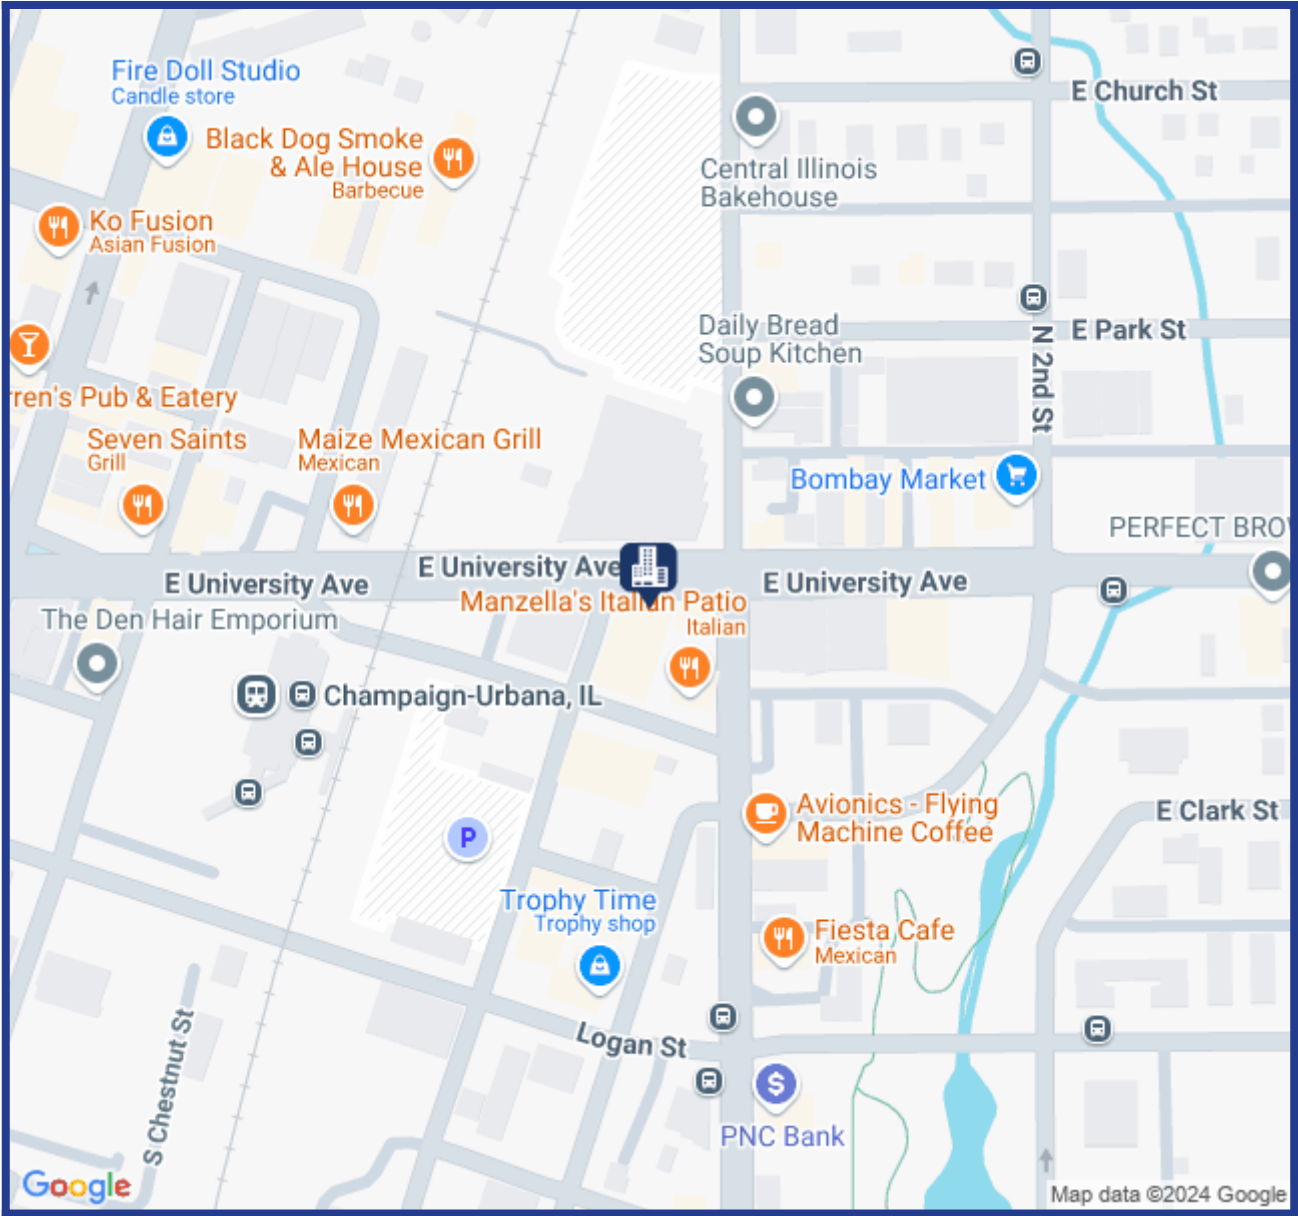 Fire Doll Studio
Candle store
E Church St
Black Dog Smoke
& Ale House
Barbecue
Central Illinois
Bakehouse
Ko Fusion
Asian Fusion
Daily Bread
Soup Kitchen
E Park St
N 2nd St
rren's Pub & Eatery
Seven Saints
Grill
Maize Mexican Grill
Mexican
Bombay Market
PERFECT BRO
E University Ave
E University Ave
E University Ave
Manzella's Italian Patio
Italian
The Den Hair Emporium
Champaign-Urbana, IL
Avionics - Flying
Machine Coffee
E Clark St
P
Trophy Time
Trophy shop
Fiesta Cafe
Mexican
Logan St
S Chestnut St
$
PNC Bank
Google
Map data ©2024 Google